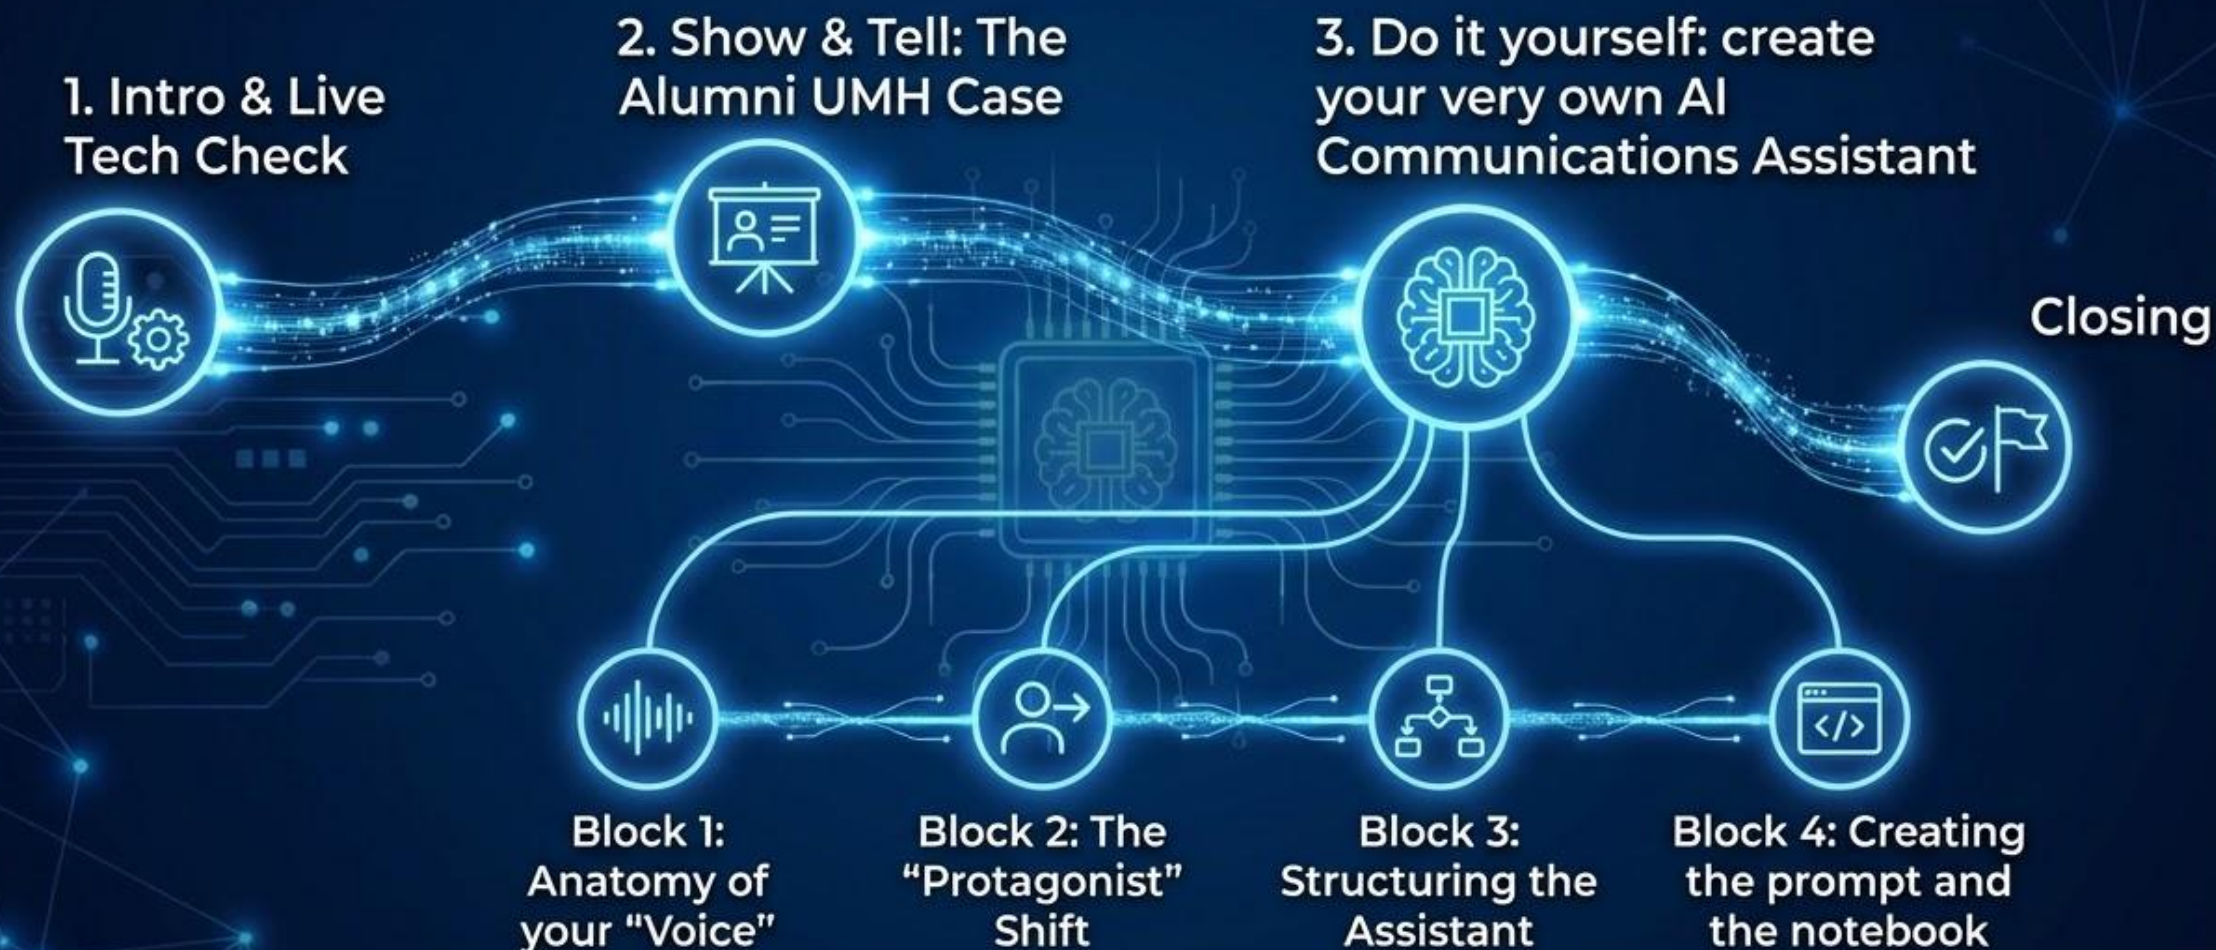 1. Intro & Live
Tech Check
2. Show & Tell: The
Alumni UMH Case
3. Do it yourself: create
your very own AI
Communications Assistant
Closing
</>
Block 1:
Anatomy of
your “Voice”
Block 2: The
“Protagonist”
Shift
Block 3:
Structuring the
Assistant
Block 4: Creating
the prompt and
the notebook